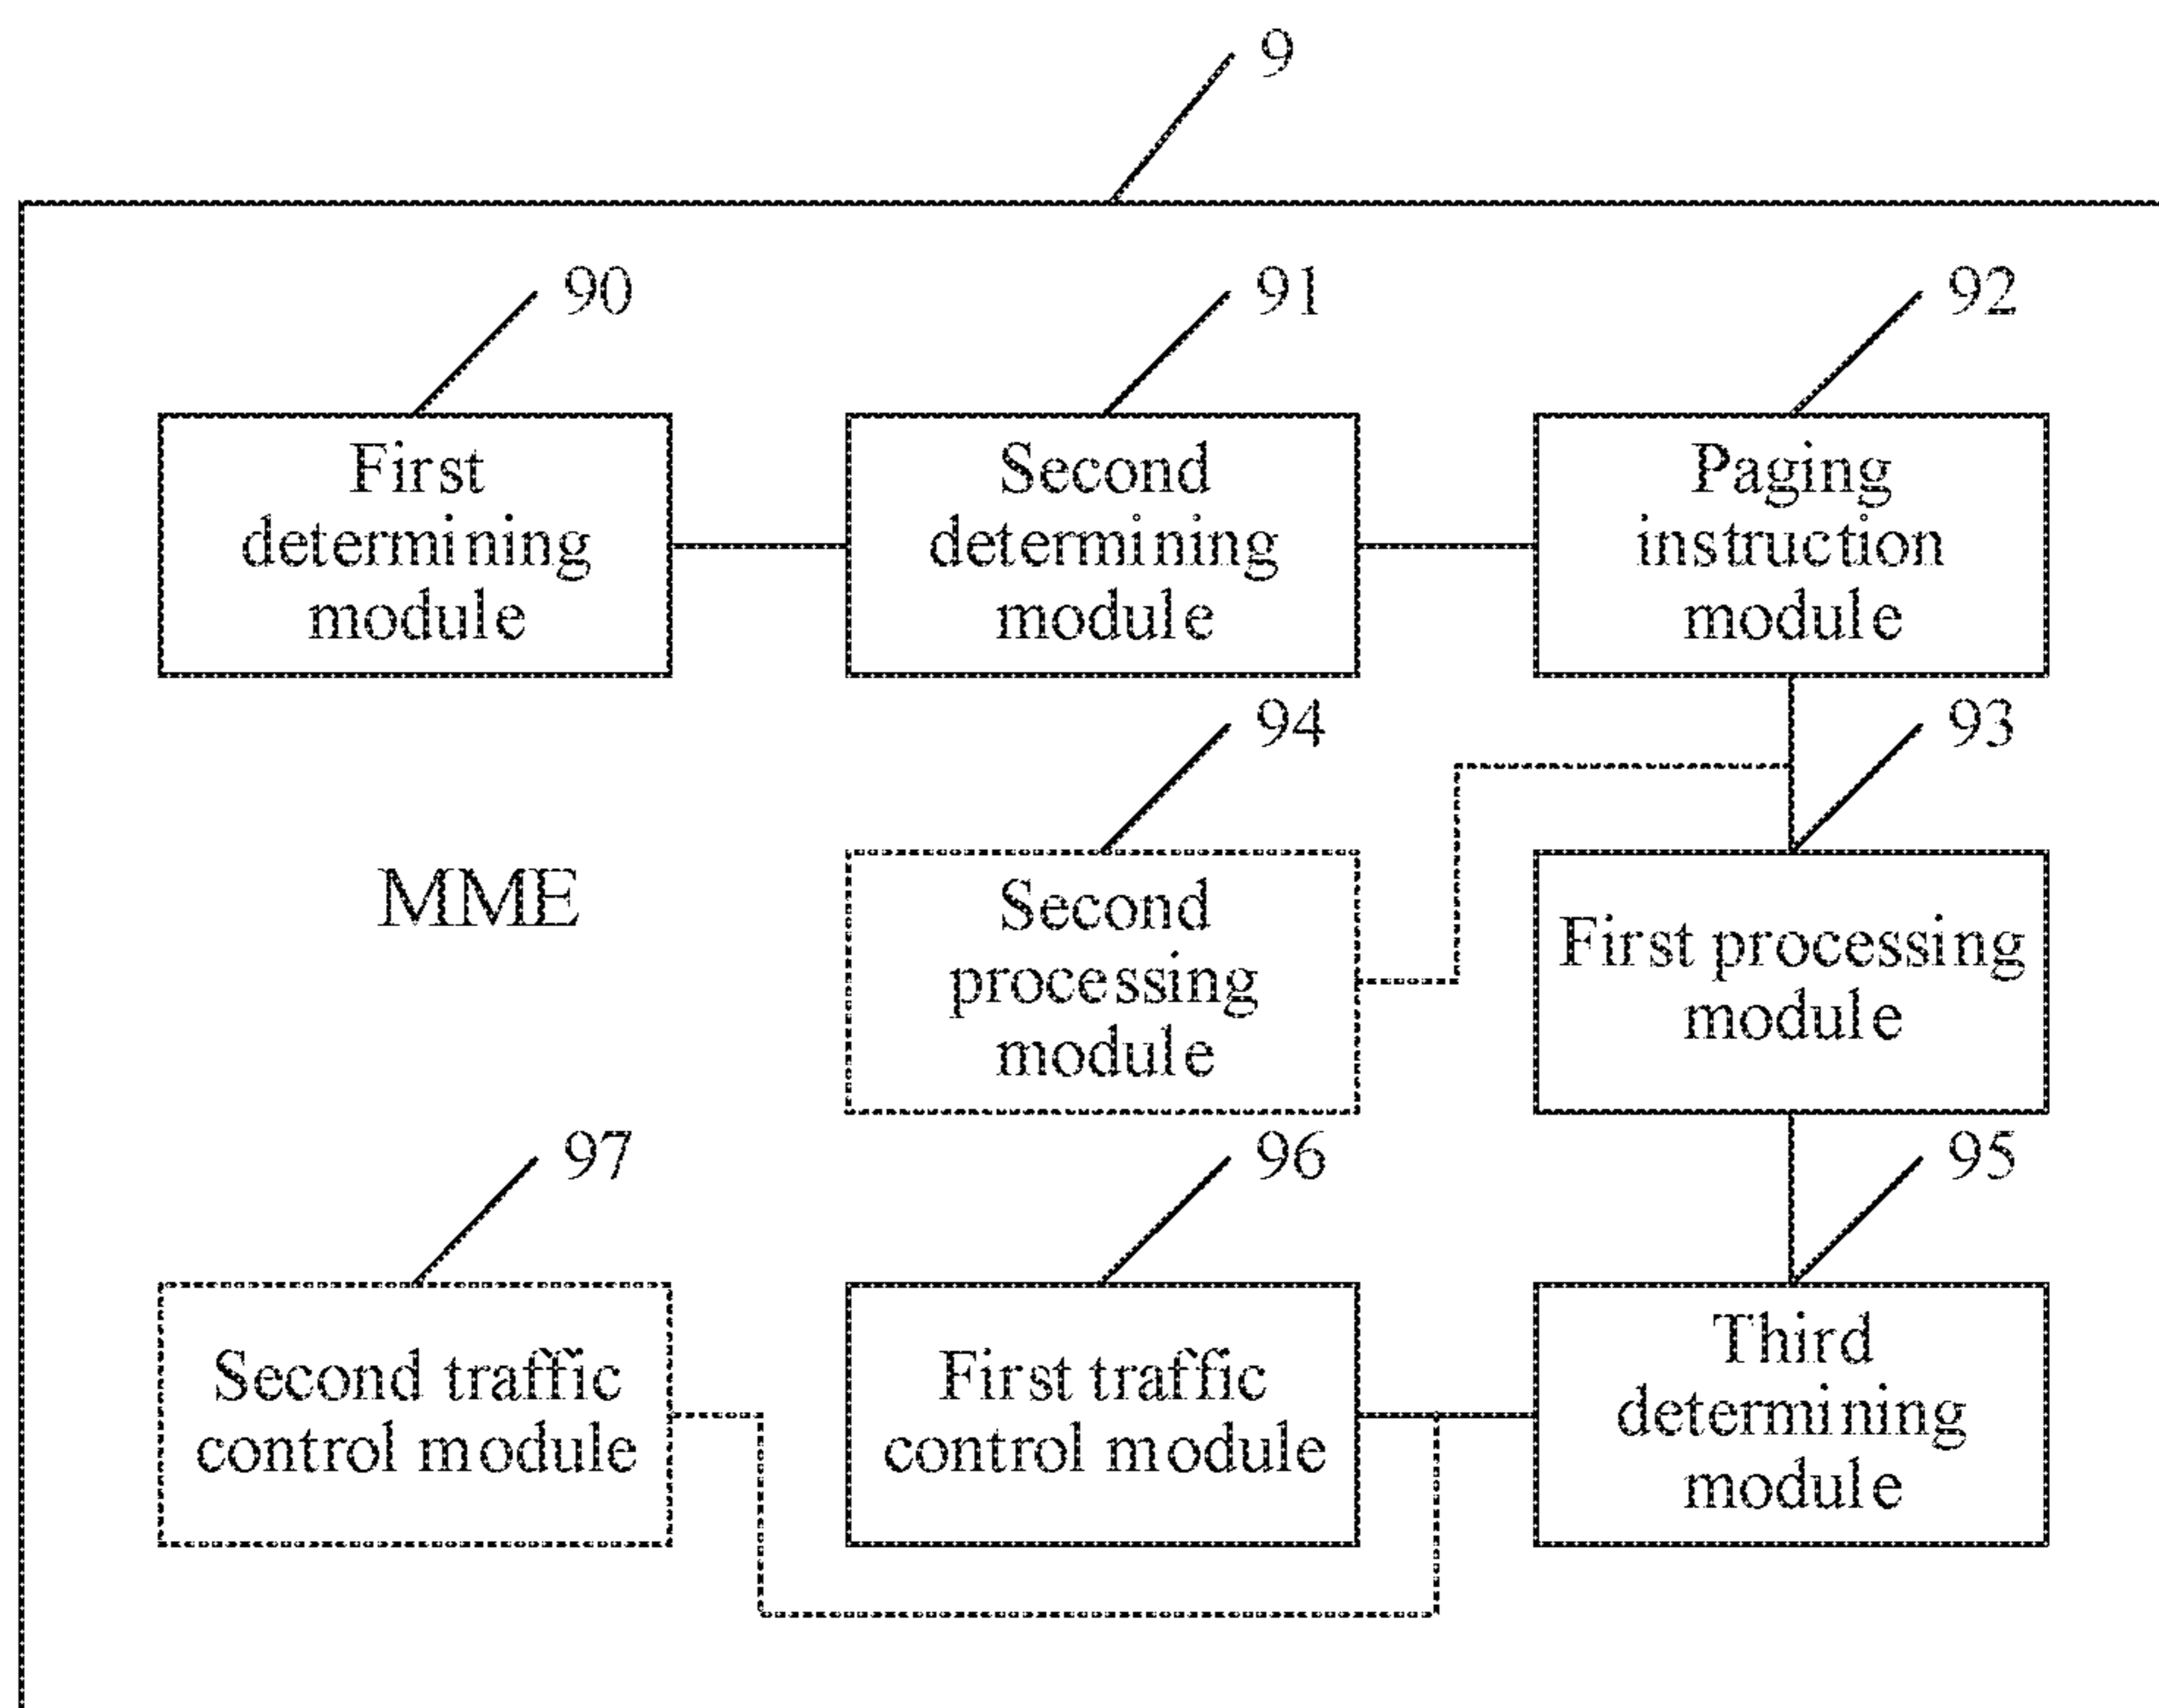 9
90
91
92
First
determining
module
Second
determining
module
Paging
instruction
module
94
93
MME
Second
processing
module
First processing
module
97
96
95
Second traffic
control module
First traffic
control module
Third
determining
module